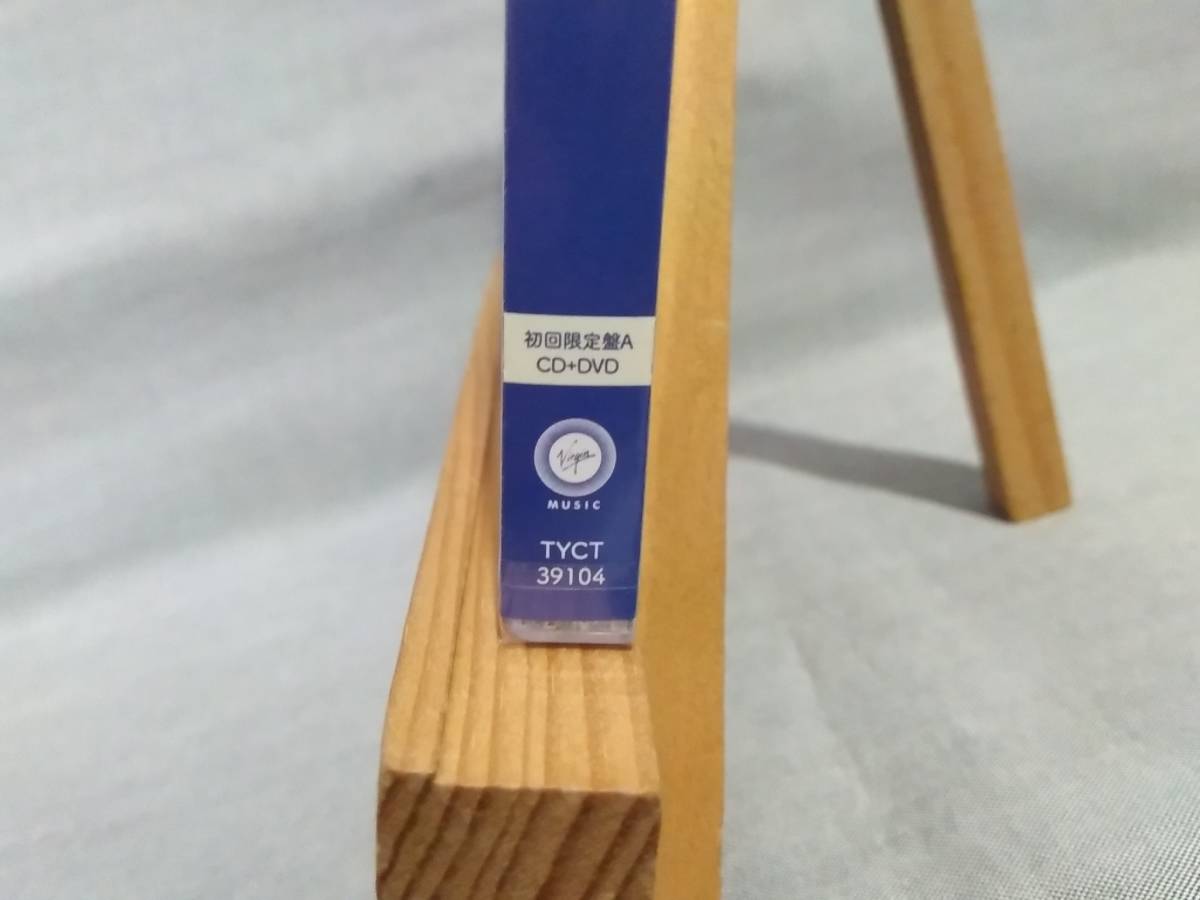 初回限定盤A
CD+DVD
Virgin
MUSIC
TYCT
39104